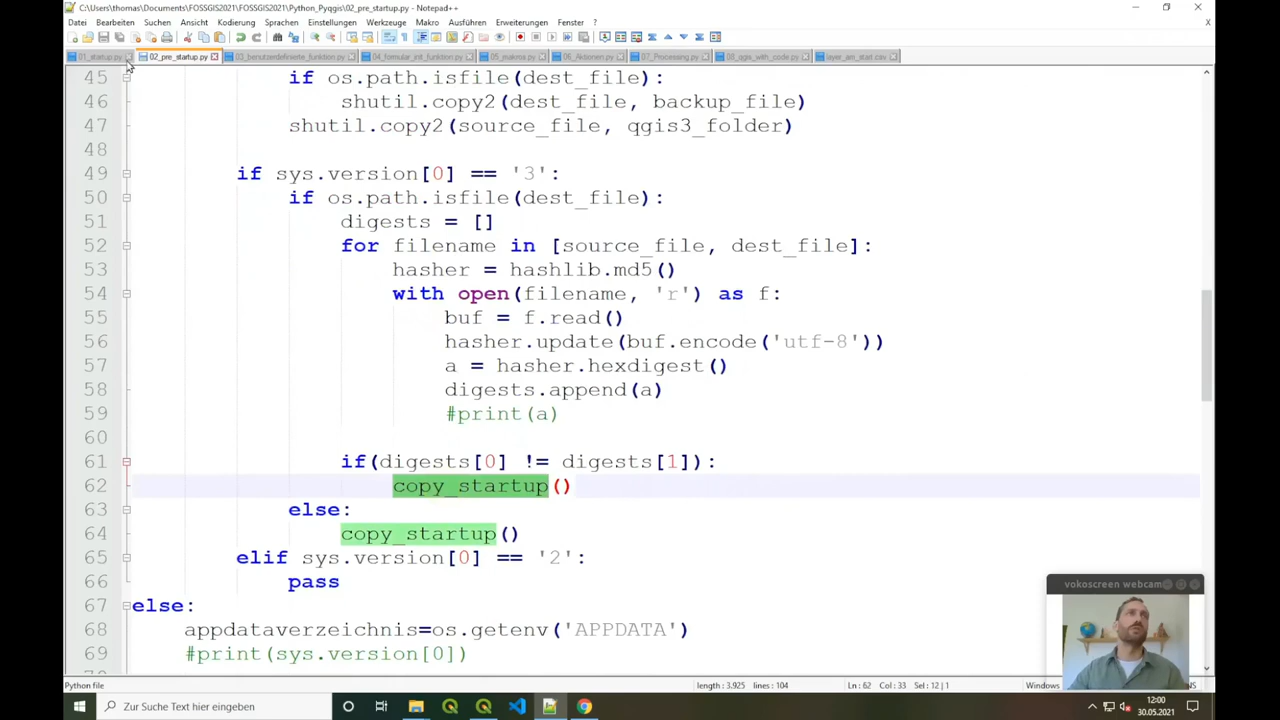 C:\Users\thomas\Documents\FOSSGIS2021\Python_Pyqgis\02_pre_startup.py - Notepad++
Datei Bearbeiten Suchen Ansicht Kodierung Sprachen Einstellungen Werkzeuge Makro Ausführen Erweiterungen Fenster ?
01_startup.py 02_pre_startup.py 03_benutzerdefinierte_funktion.py 04_formular_init_funktion.py 05_makros.py 06_Aktionen.py 07_Processing.py 08_qgis_with_code.py layer_am_start.csv
45 if os.path.isfile(dest_file):
46 shutil.copy2(dest_file, backup_file)
47 shutil.copy2(source_file, qgis3_folder)
48
49 if sys.version[0] == '3':
50 if os.path.isfile(dest_file):
51 digests = []
52 for filename in [source_file, dest_file]:
53 hasher = hashlib.md5()
54 with open(filename, 'r') as f:
55 buf = f.read()
56 hasher.update(buf.encode('utf-8'))
57 a = hasher.hexdigest()
58 digests.append(a)
59 #print(a)
60
61 if(digests[0] != digests[1]):
62 copy_startup()
63 else:
64 copy_startup()
65 elif sys.version[0] == '2':
66 pass
67 else:
68 appdataverzeichnis=os.getenv('APPDATA')
69 #print(sys.version[0])
vokoscreen webcam
Python file length : 3.925 lines : 104 Ln : 62 Col : 33 Sel : 12 | 1 Windows
NS
Zur Suche Text hier eingeben
12:00
30.05.2021